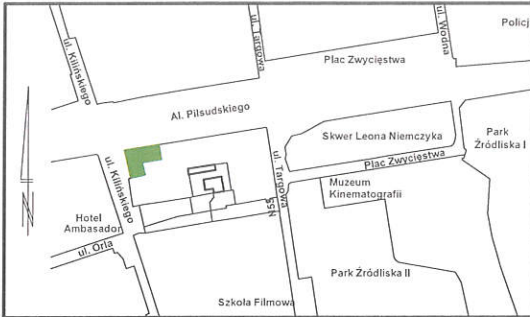 ul. Kilińskiego
ul. Targowa
ul. Wodna
Policj
Plac Zwycięstwa
Al. Piłsudskiego
Skwer Leona Niemczyka
Park
Źródliska I
ul. Kilińskiego
ul. Targowa
NSS
Plac Zwycięstwa
Muzeum
Kinematografii
Hotel
Ambasador
ul. Orla
Park Źródliska II
Szkoła Filmowa
N